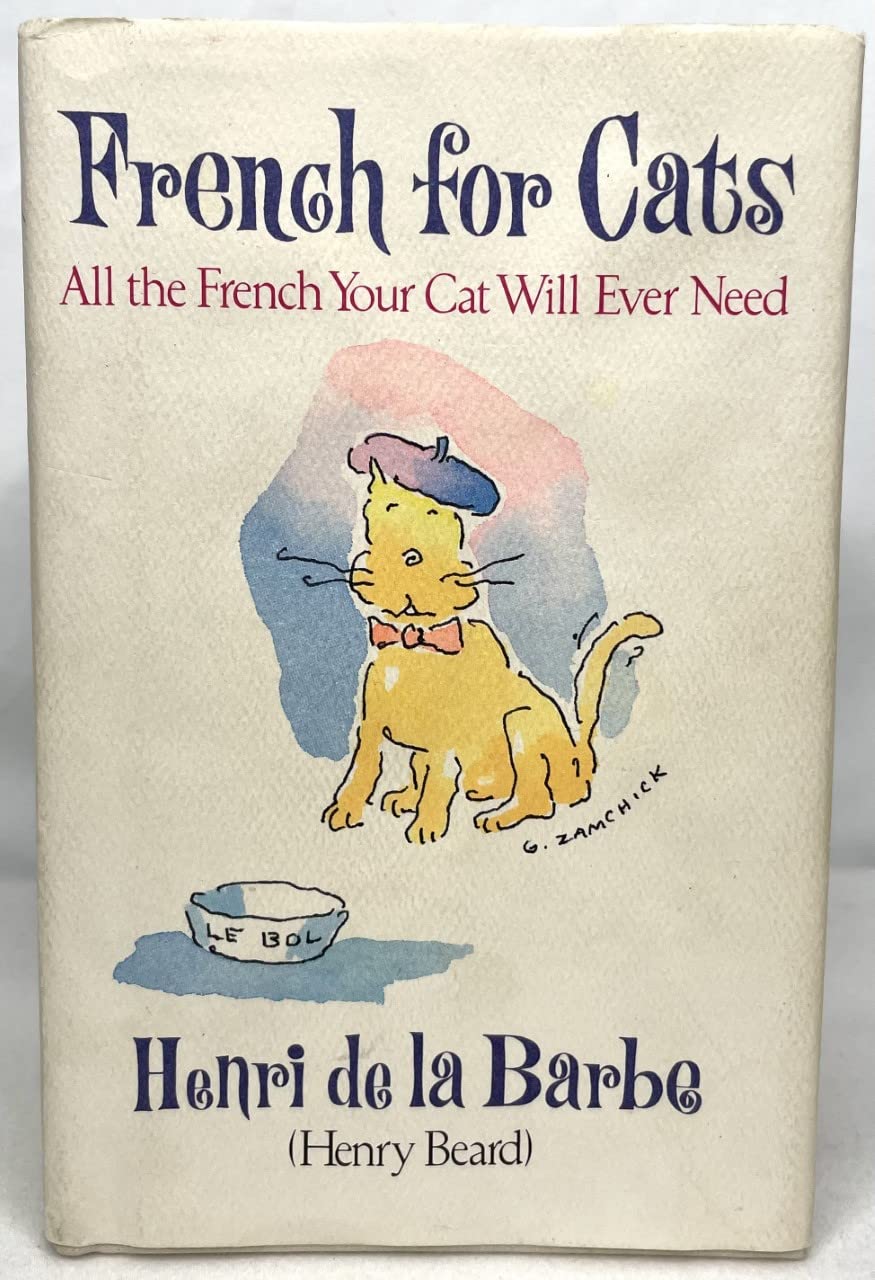 French for Cats
All the French Your Cat Will Ever Need
G. ZAMCHICK
LE BOL
Henri de la Barbe
(Henry Beard)